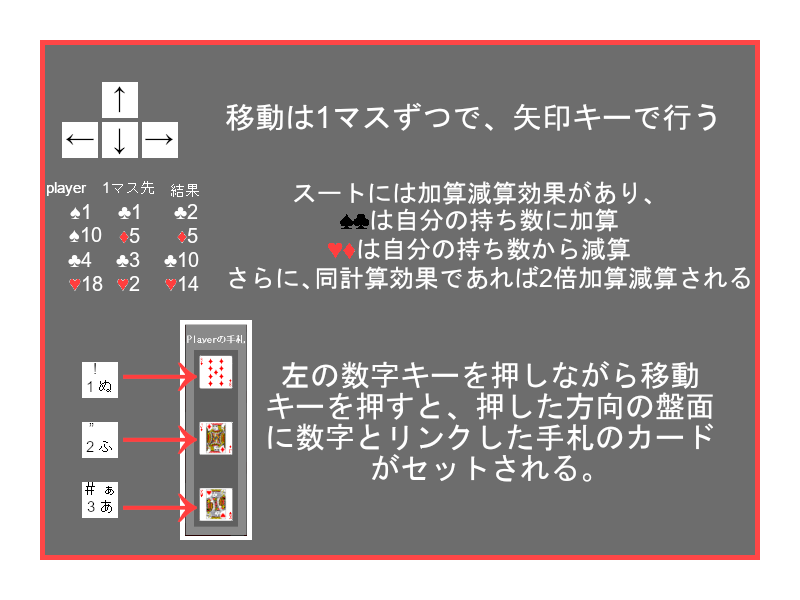 ↑
← ↓ →
移動は1マスずつで、矢印キーで行う
player 1マス先 結果
♠1 ♣1 ♣2
♠10 ♦5 ♦5
♣4 ♣3 ♣10
♥18 ♥2 ♥14
スートには加算減算効果があり、
♠♣は自分の持ち数に加算
♥♦は自分の持ち数から減算
さらに、同計算効果であれば2倍加算減算される
Playerの手札
!
1 ぬ
"
2 ふ
# ぁ
3 あ
左の数字キーを押しながら移動
キーを押すと、押した方向の盤面
に数字とリンクした手札のカード
がセットされる。